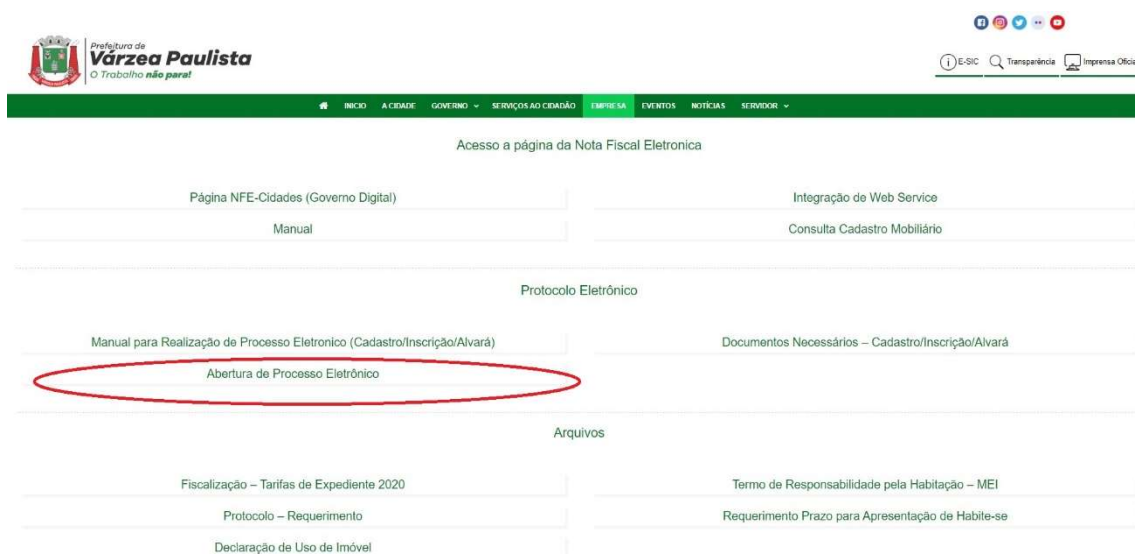 Prefeitura de
Várzea Paulista
O Trabalho não para!
E-SIC Transparência Imprensa Oficia
INICIO A CIDADE GOVERNO SERVIÇOS AO CIDADÃO EMPRESA EVENTOS NOTÍCIAS SERVIDOR
Acesso a página da Nota Fiscal Eletronica
Página NFE-Cidades (Governo Digital) Integração de Web Service
Manual Consulta Cadastro Mobiliário
Protocolo Eletrônico
Manual para Realização de Processo Eletronico (Cadastro/Inscrição/Alvará) Documentos Necessários – Cadastro/Inscrição/Alvará
Abertura de Processo Eletrônico
Arquivos
Fiscalização – Tarifas de Expediente 2020 Termo de Responsabilidade pela Habitação – MEI
Protocolo – Requerimento Requerimento Prazo para Apresentação de Habite-se
Declaração de Uso de Imóvel